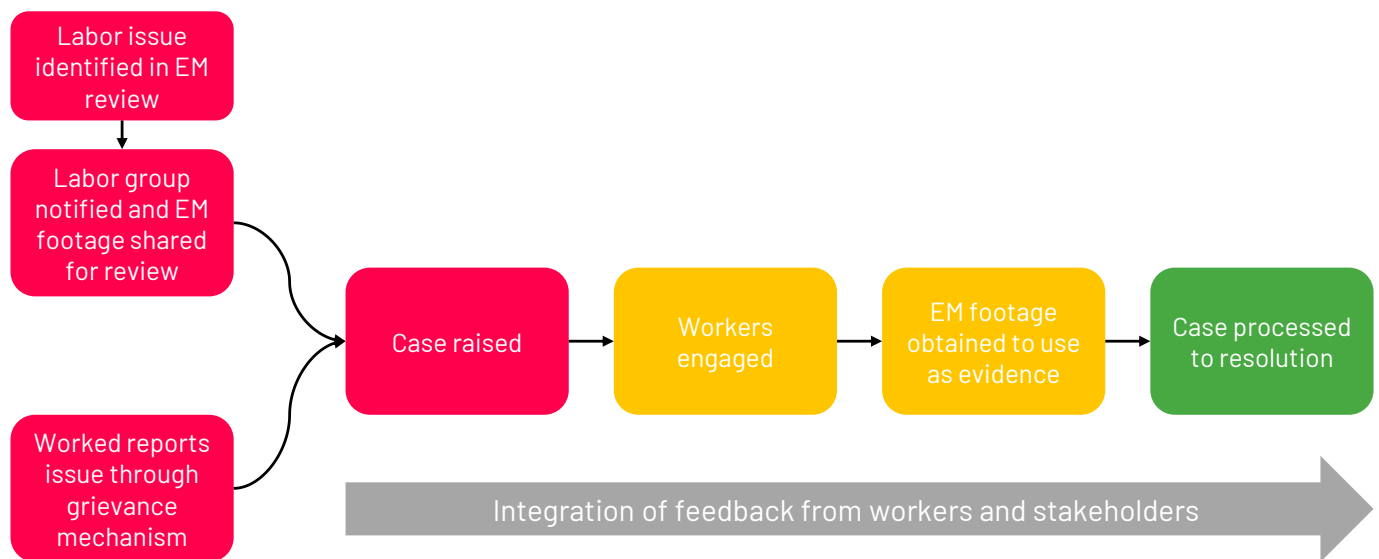 Labor issue
identified in EM
review
Labor group
notified and EM
footage shared
for review
Case raised
Workers
engaged
EM footage
obtained to use
as evidence
Case processed
to resolution
Worked reports
issue through
grievance
mechanism
Integration of feedback from workers and stakeholders